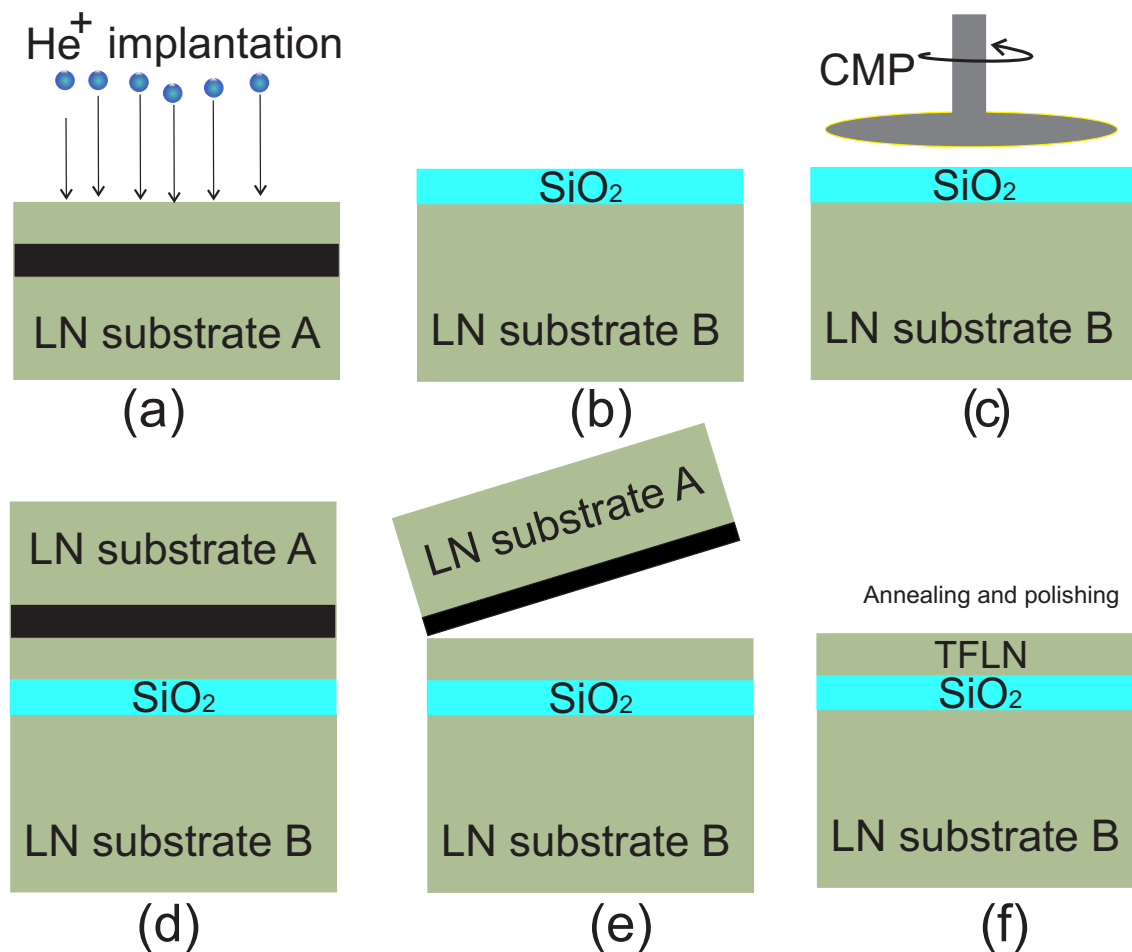 He+ implantation
LN substrate A
(a)
SiO₂
LN substrate B
(b)
CMP
SiO₂
LN substrate B
(c)
LN substrate A
SiO₂
LN substrate B
(d)
LN substrate A
SiO₂
LN substrate B
(e)
Annealing and polishing
TFLN
SiO₂
LN substrate B
(f)